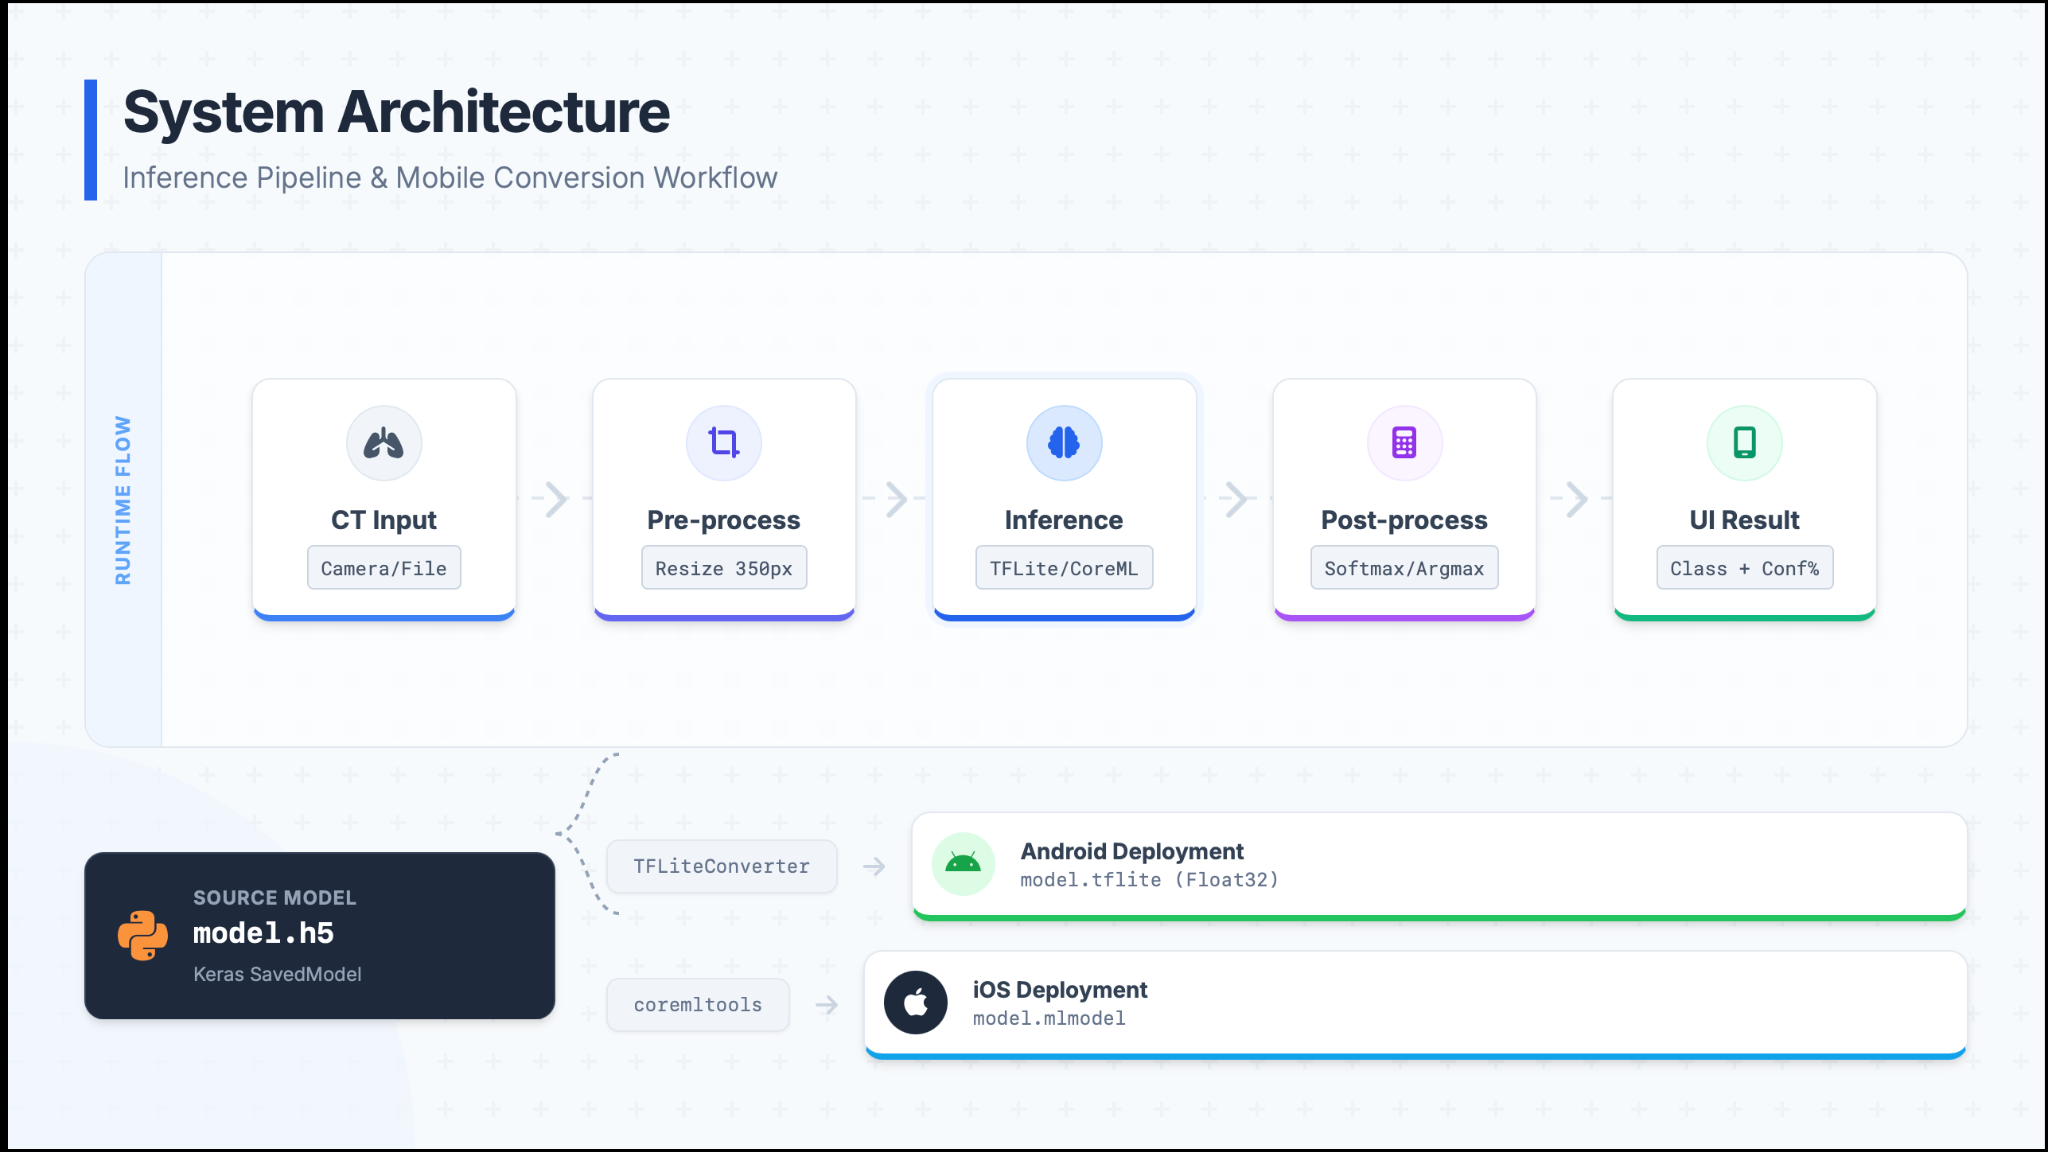 System Architecture
Inference Pipeline & Mobile Conversion Workflow
RUNTIME FLOW
CT Input
Camera/File
Pre-process
Resize 350px
Inference
TFLite/CoreML
Post-process
Softmax/Argmax
UI Result
Class + Conf%
SOURCE MODEL
model.h5
Keras SavedModel
TFLiteConverter
Android Deployment
model.tflite (Float32)
coremltools
iOS Deployment
model.mlmodel